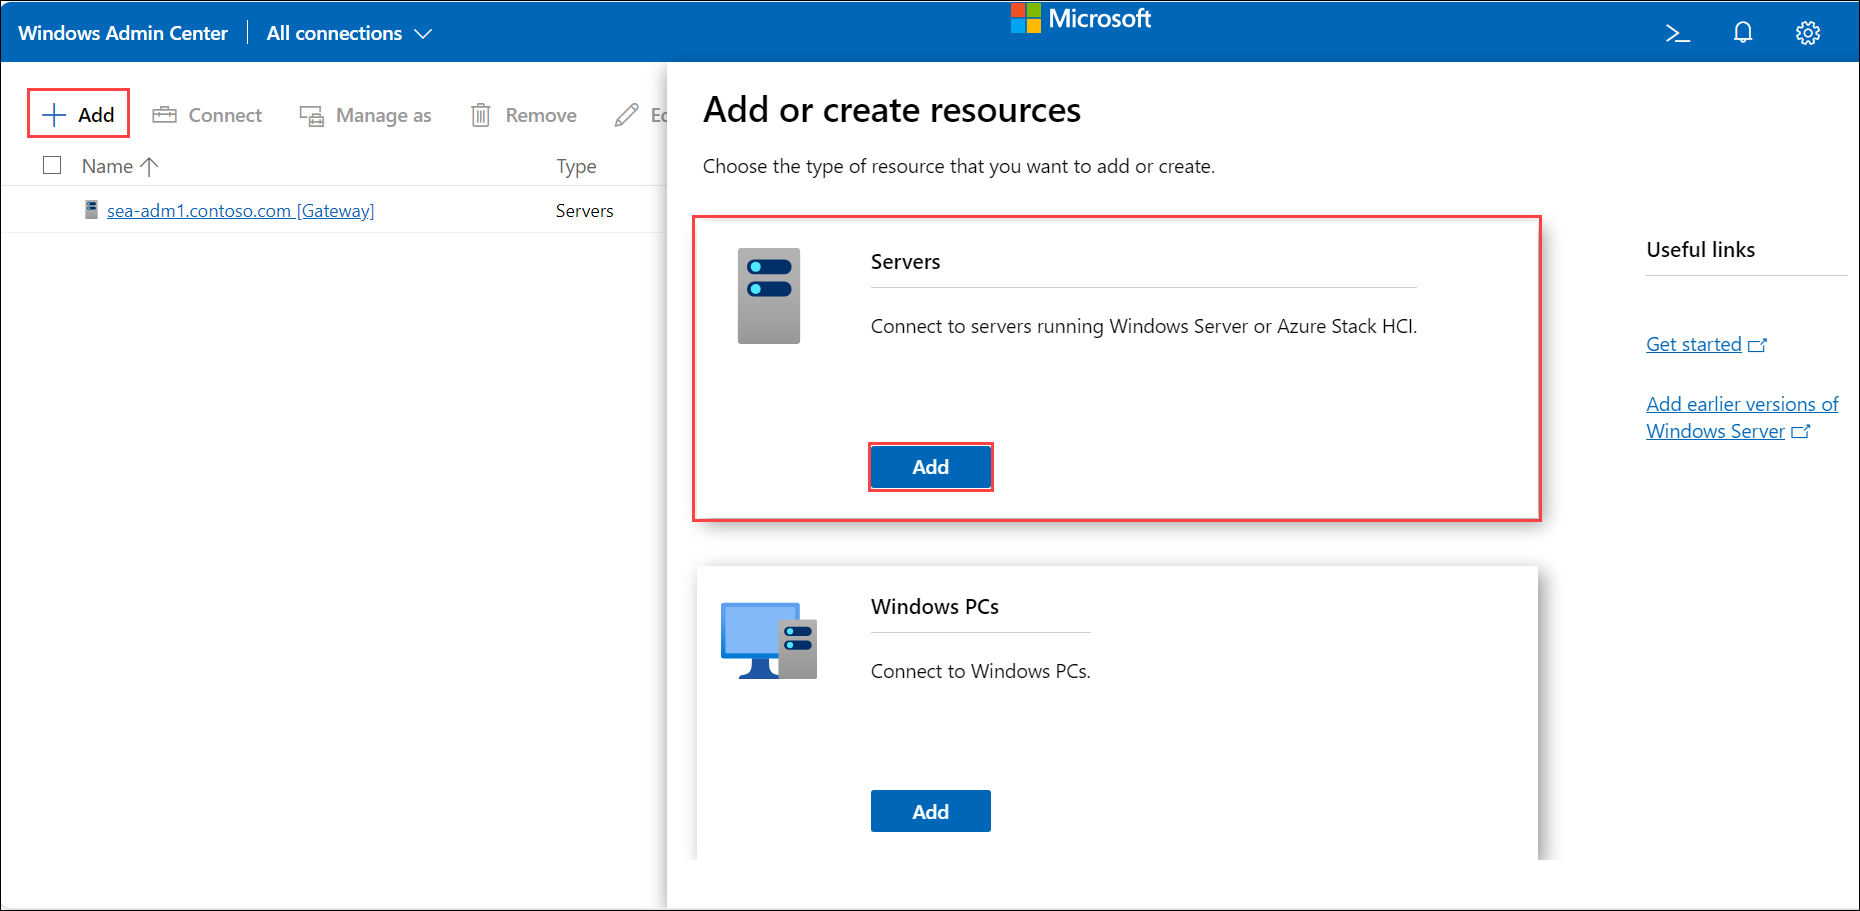 Windows Admin Center
All connections
Microsoft
Add
Connect
Manage as
Remove
Name
Type
sea-adm1.contoso.com [Gateway]
Servers
Add or create resources
Choose the type of resource that you want to add or create.
Servers
Connect to servers running Windows Server or Azure Stack HCI.
Add
Windows PCs
Connect to Windows PCs.
Add
Useful links
Get started
Add earlier versions of
Windows Server